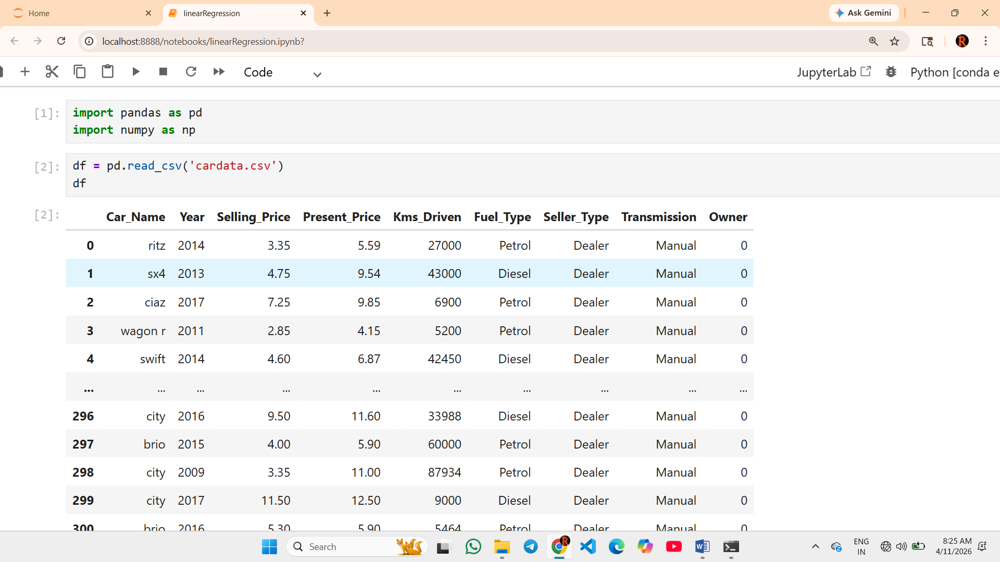 Home
linearRegression
Ask Gemini
localhost:8888/notebooks/linearRegression.ipynb?
Code
JupyterLab
Python [conda e
[1]:
import pandas as pd
import numpy as np
[2]:
df = pd.read_csv('cardata.csv')
df
[2]:
Car_Name Year Selling_Price Present_Price Kms_Driven Fuel_Type Seller_Type Transmission Owner
0 ritz 2014 3.35 5.59 27000 Petrol Dealer Manual 0
1 sx4 2013 4.75 9.54 43000 Diesel Dealer Manual 0
2 ciaz 2017 7.25 9.85 6900 Petrol Dealer Manual 0
3 wagon r 2011 2.85 4.15 5200 Petrol Dealer Manual 0
4 swift 2014 4.60 6.87 42450 Diesel Dealer Manual 0
... ... ... ... ... ... ... ... ... ...
296 city 2016 9.50 11.60 33988 Diesel Dealer Manual 0
297 brio 2015 4.00 5.90 60000 Petrol Dealer Manual 0
298 city 2009 3.35 11.00 87934 Petrol Dealer Manual 0
299 city 2017 11.50 12.50 9000 Diesel Dealer Manual 0
300 brio 2016 5.30 5.90 5464 Petrol Dealer Manual 0
Search
ENG
IN
8:25 AM
4/11/2026